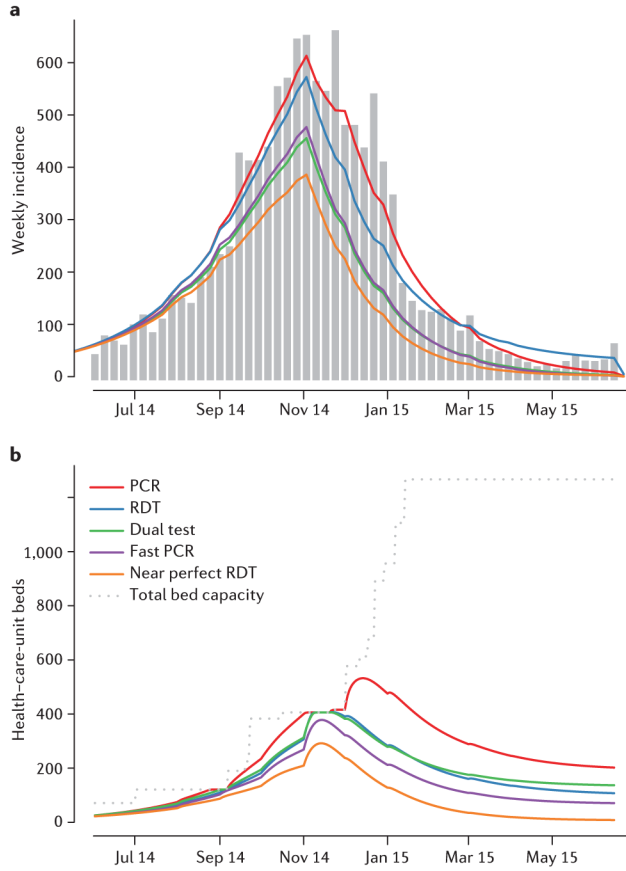 a
Weekly incidence
600
500
400
300
200
100
0
Jul 14 Sep 14 Nov 14 Jan 15 Mar 15 May 15
b
Health–care-unit beds
PCR
RDT
Dual test
Fast PCR
Near perfect RDT
Total bed capacity
1,000
800
600
400
200
0
Jul 14 Sep 14 Nov 14 Jan 15 Mar 15 May 15